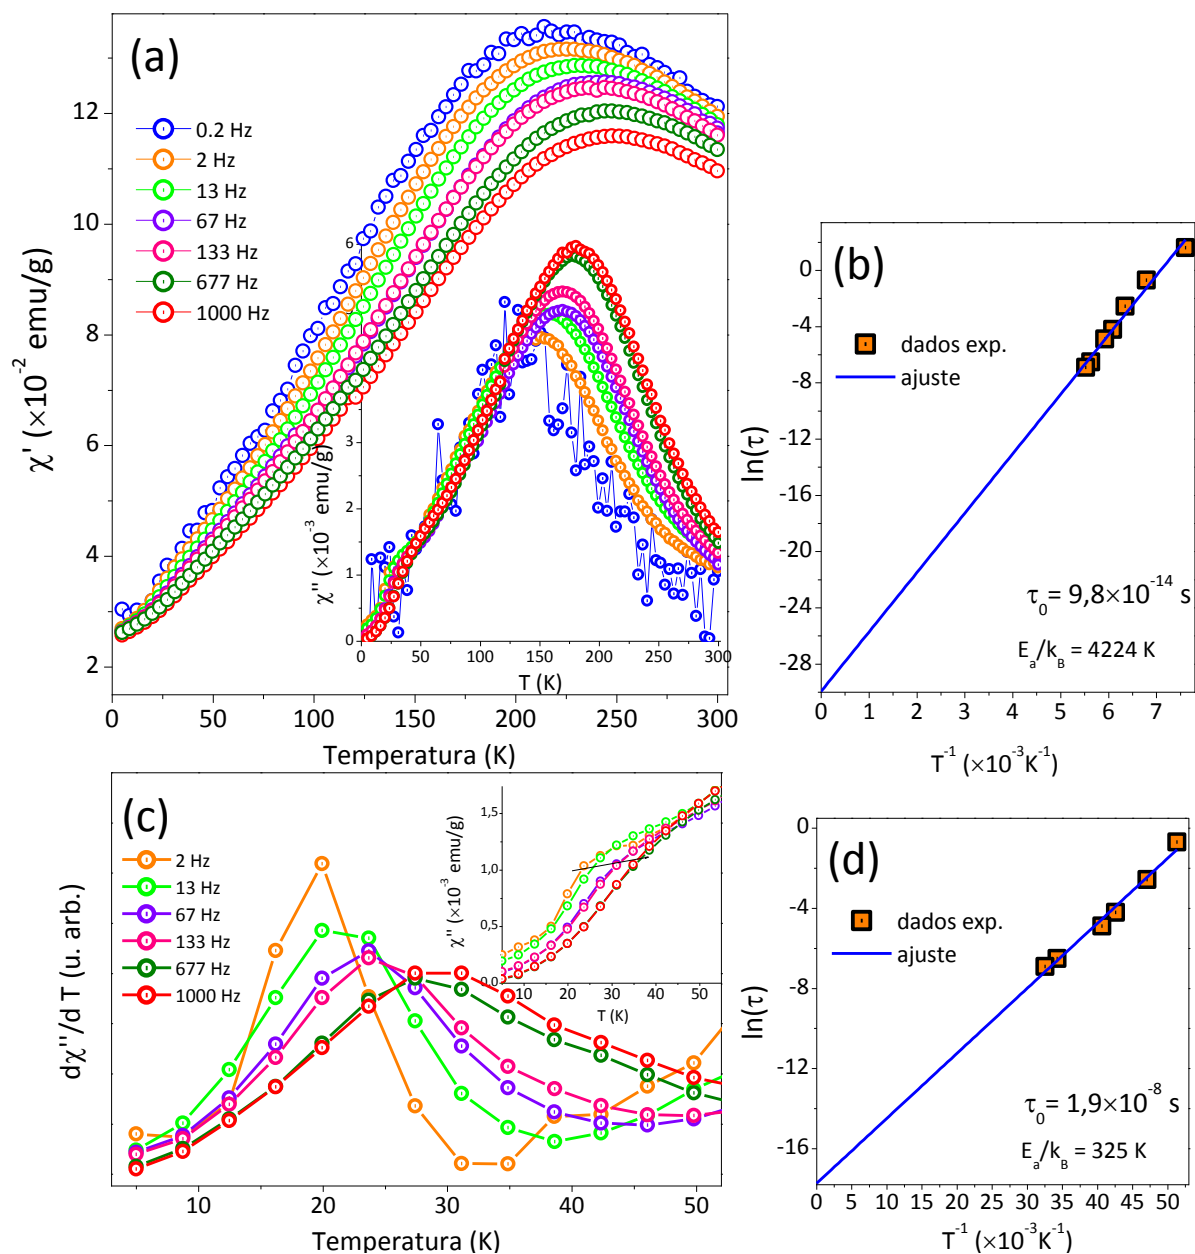 (a)
0.2 Hz
2 Hz
13 Hz
67 Hz
133 Hz
677 Hz
1000 Hz
χ' (×10⁻² emu/g)
12
10
8
6
4
2
0 50 100 150 200 250 300
Temperatura (K)
χ'' (×10⁻³ emu/g)
6
5
3
2
1
0
0 50 100 150 200 250 300
T (K)
(b)
dados exp.
ajuste
ln(τ)
0
-4
-8
-12
-16
-20
-24
-28
τ₀= 9,8×10⁻¹⁴ s
Eₐ/k_B = 4224 K
0 1 2 3 4 5 6 7
T⁻¹ (×10⁻³K⁻¹)
(c)
2 Hz
13 Hz
67 Hz
133 Hz
677 Hz
1000 Hz
dχ''/d T (u. arb.)
10 20 30 40 50
Temperatura (K)
χ'' (×10⁻³ emu/g)
1,5
1,0
0,5
0,0
10 20 30 40 50
T (K)
(d)
dados exp.
ajuste
ln(τ)
0
-4
-8
-12
-16
τ₀= 1,9×10⁻⁸ s
Eₐ/k_B = 325 K
0 5 10 15 20 25 30 35 40 45 50
T⁻¹ (×10⁻³K⁻¹)